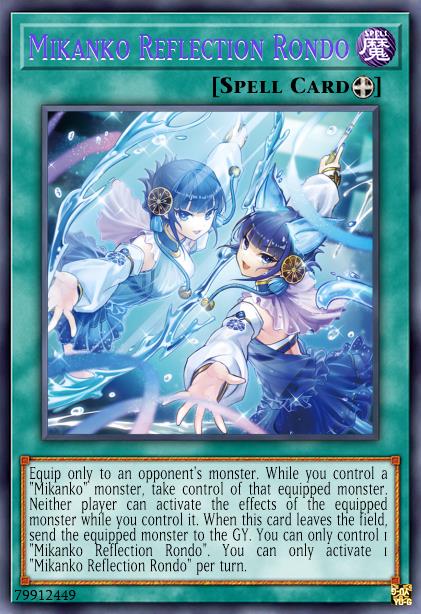 Mikanko Reflection Rondo
SPELL
魔
[Spell Card]
Equip only to an opponent's monster. While you control a
"Mikanko" monster, take control of that equipped monster.
Neither player can activate the effects of the equipped
monster while you control it. When this card leaves the field,
send the equipped monster to the GY. You can only control 1
"Mikanko Reflection Rondo". You can only activate 1
"Mikanko Reflection Rondo" per turn.
79912449